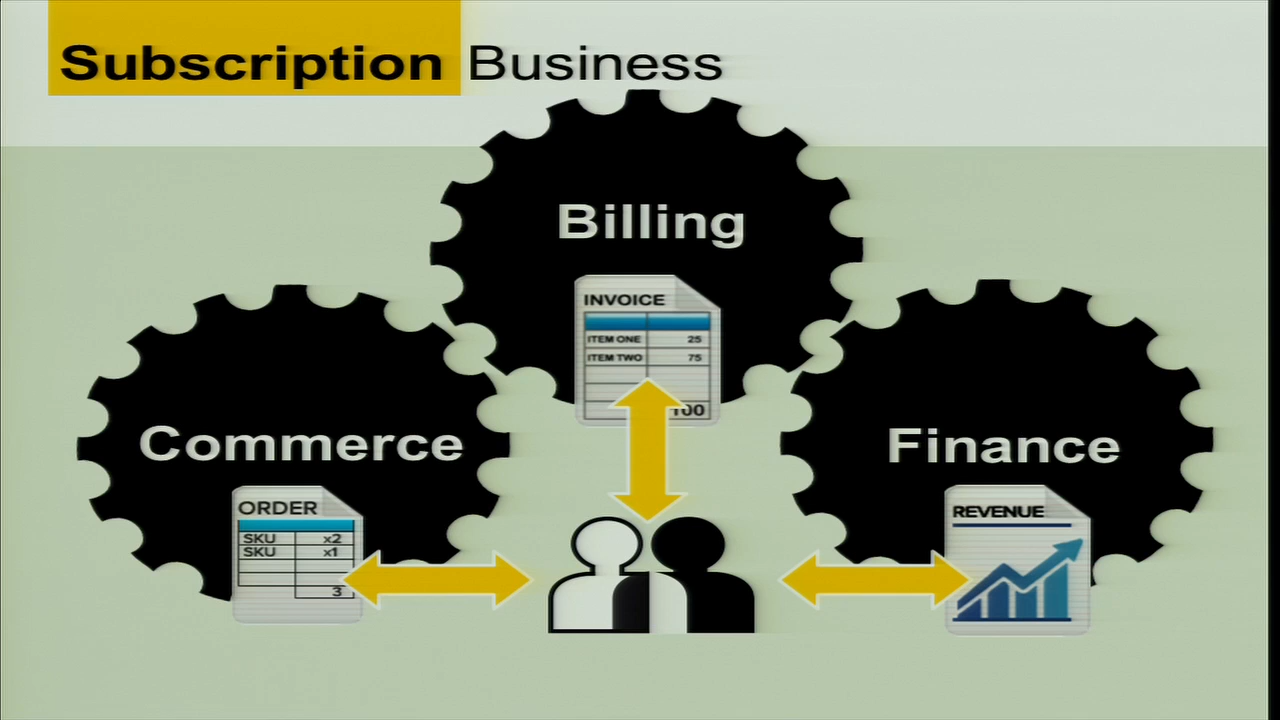 Subscription Business
Billing
INVOICE
ITEM ONE 25
ITEM TWO 75
100
Commerce
ORDER
SKU x2
SKU x1
3
Finance
REVENUE